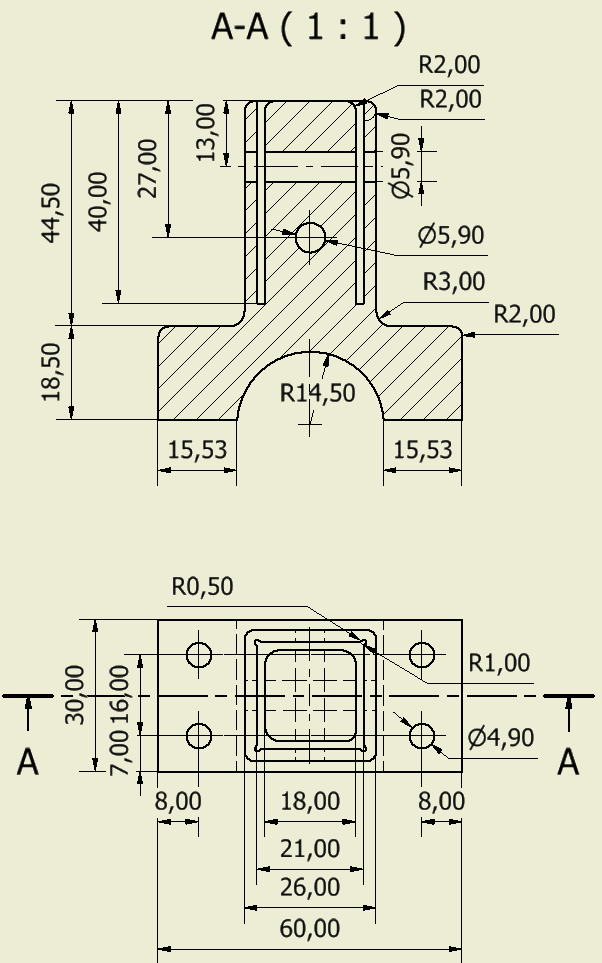 A-A ( 1 : 1 )
R2,00
R2,00
13,00
27,00
40,00
44,50
Ø5,90
Ø5,90
R3,00
R2,00
18,50
R14,50
15,53
15,53
R0,50
R1,00
30,00
16,00
7,00
Ø4,90
A
A
8,00
18,00
8,00
21,00
26,00
60,00